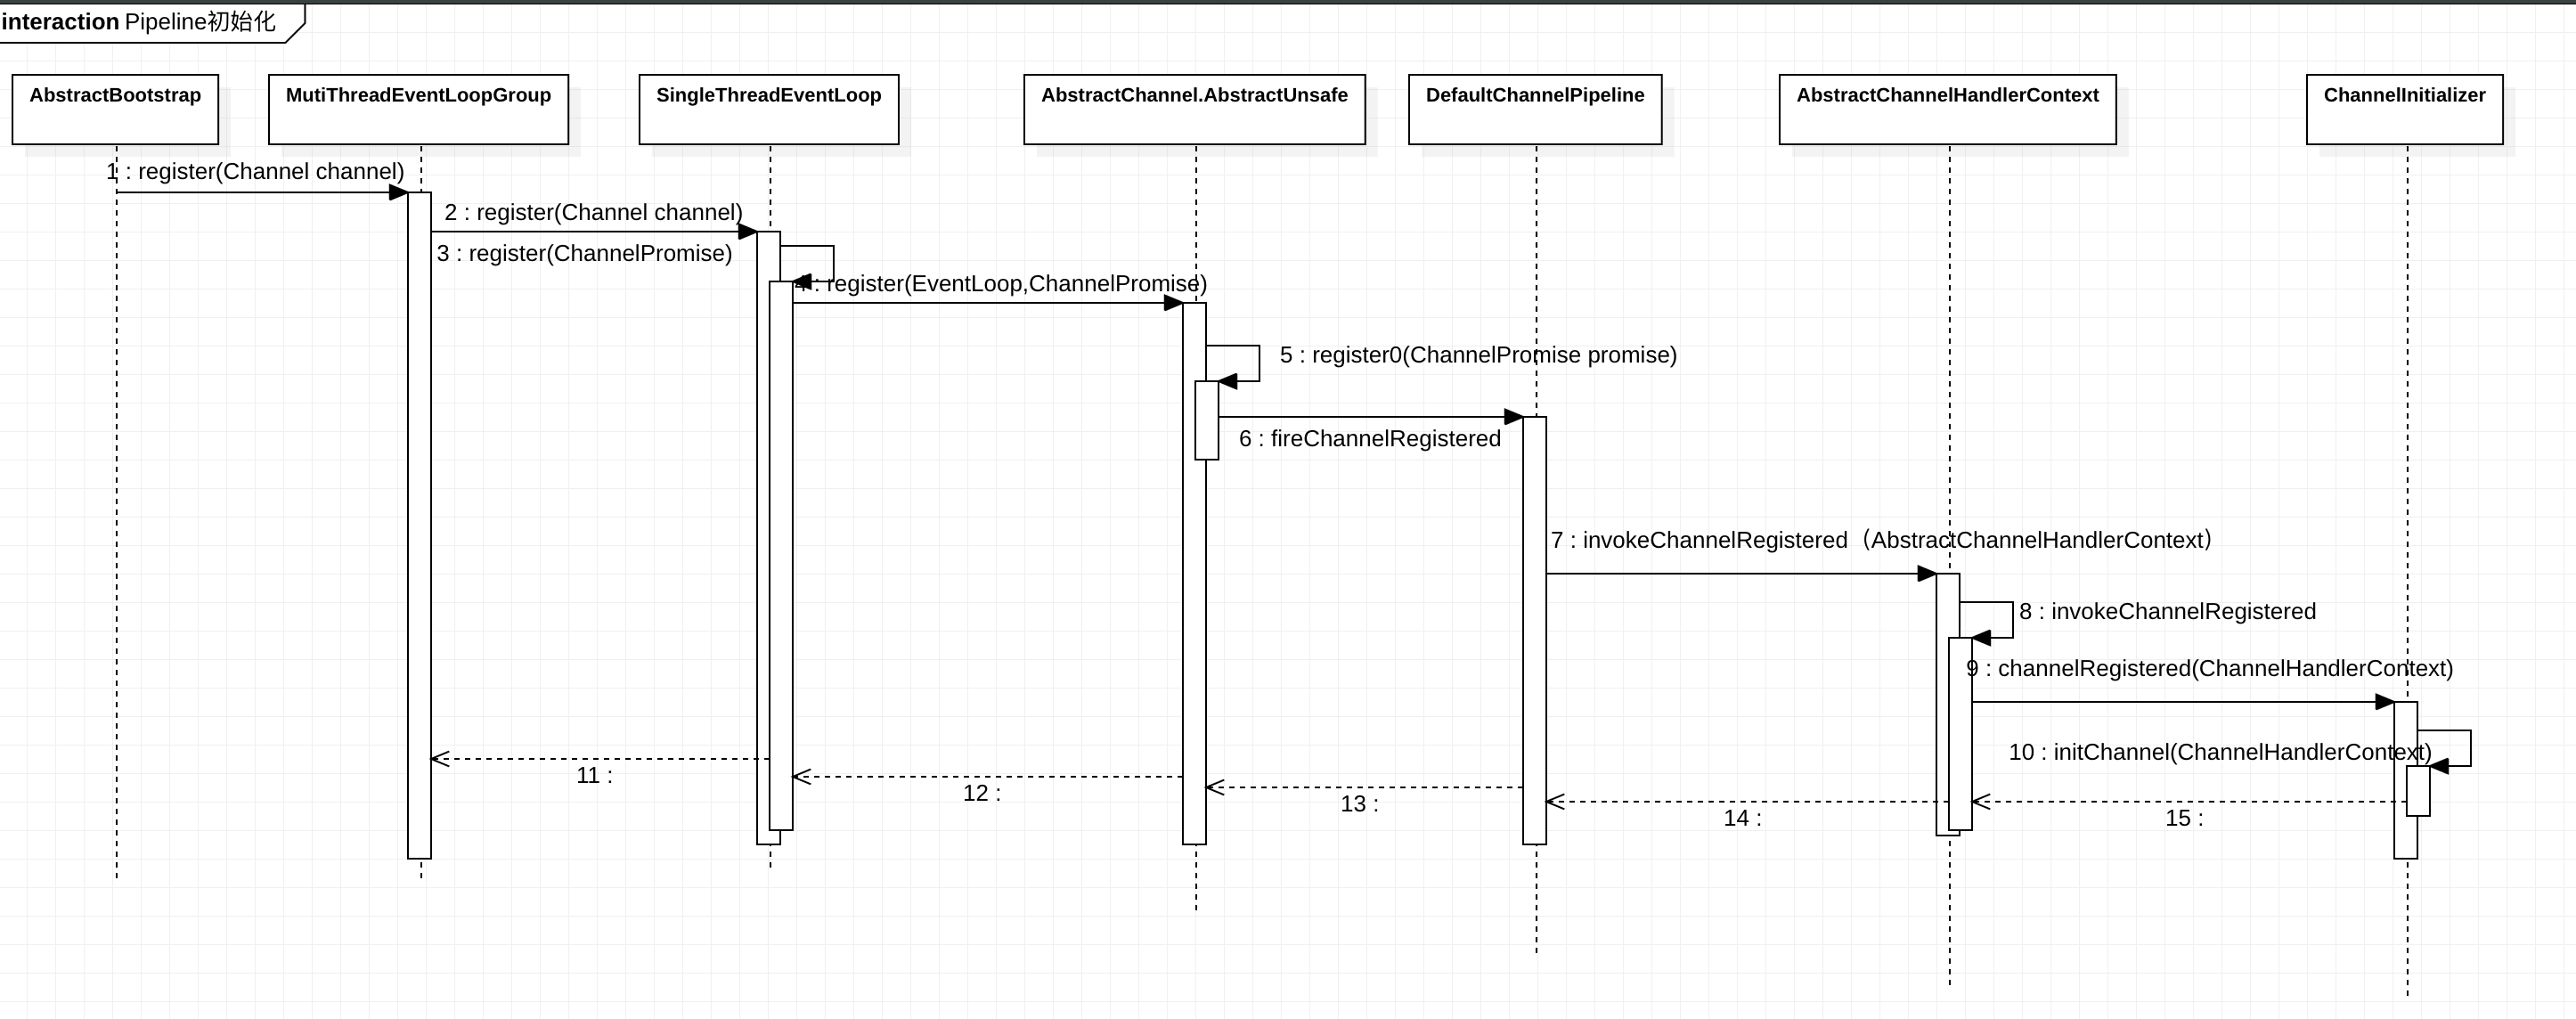 interaction Pipeline初始化
AbstractBootstrap
MutiThreadEventLoopGroup
SingleThreadEventLoop
AbstractChannel.AbstractUnsafe
DefaultChannelPipeline
AbstractChannelHandlerContext
ChannelInitializer
1 : register(Channel channel)
2 : register(Channel channel)
3 : register(ChannelPromise)
4 : register(EventLoop,ChannelPromise)
5 : register0(ChannelPromise promise)
6 : fireChannelRegistered
7 : invokeChannelRegistered（AbstractChannelHandlerContext）
8 : invokeChannelRegistered
9 : channelRegistered(ChannelHandlerContext)
10 : initChannel(ChannelHandlerContext)
11 :
12 :
13 :
14 :
15 :